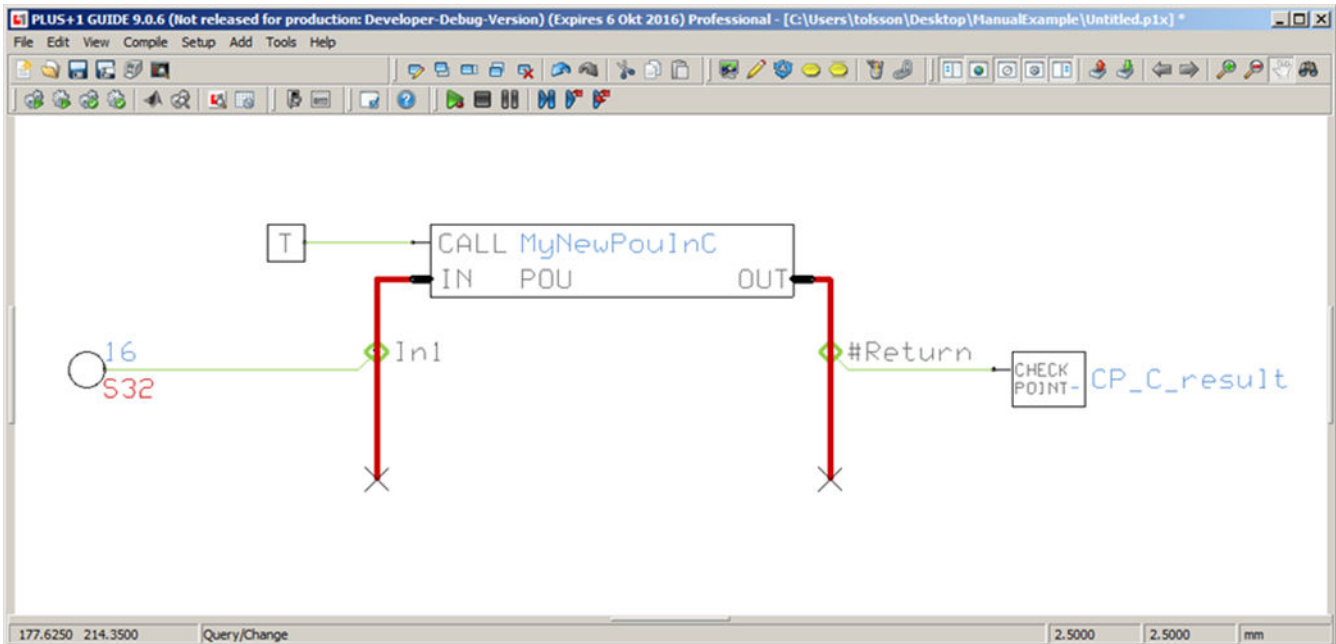 PLUS+1 GUIDE 9.0.6 (Not released for production: Developer-Debug-Version) (Expires 6 Okt 2016) Professional - [C:\Users\tolsson\Desktop\ManualExample\Untitled.p1x] *
File Edit View Compile Setup Add Tools Help
T
CALL MyNewPouInC
IN POU OUT
16
S32
In1
#Return
CHECK
POINT
CP_C_result
177.6250 214.3500 Query/Change 2.5000 2.5000 mm